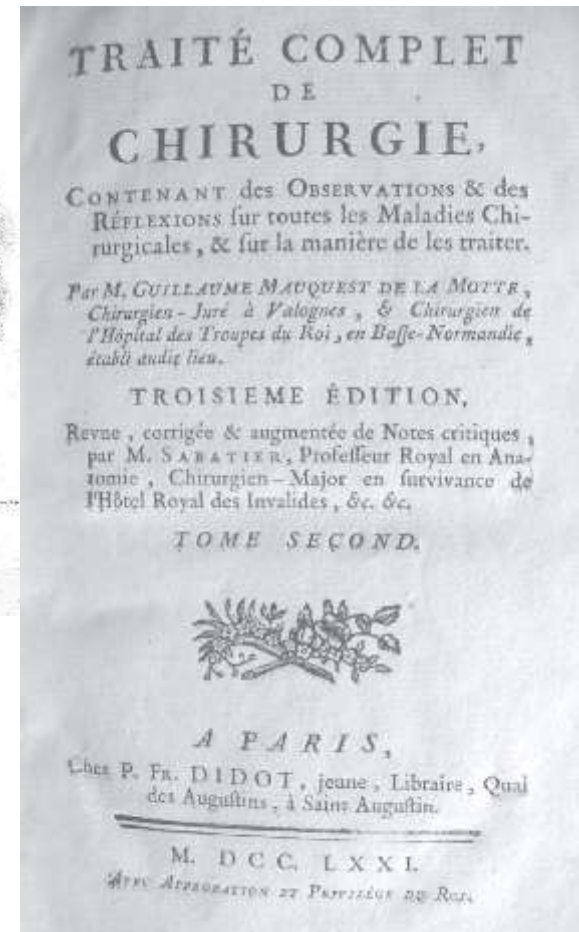 TRAITÉ COMPLET
DE
CHIRURGIE,
CONTENANT des OBSERVATIONS & des
RÉFLEXIONS ſur toutes les Maladies Chi-
rurgicales, & ſur la manière de les traiter.
Par M. GUILLAUME MAUQUEST DE LA MOTTE,
Chirurgien-Juré à Valognes, & Chirurgien de
l'Hôpital des Troupes du Roi, en Baſſe-Normandie,
établi audit lieu.
TROISIEME ÉDITION,
Revue, corrigée & augmentée de Notes critiques,
par M. SABATIER, Profeſſeur Royal en Ana-
tomie, Chirurgien-Major en ſurvivance de
l'Hôtel Royal des Invalides, &c. &c.
TOME SECOND.
A PARIS,
Chez P. FR. DIDOT, jeune, Libraire, Quai
des Auguſtins, à Saint Auguſtin.
M. DCC. LXXI.
AVEC APPROBATION ET PRIVILÈGE DU ROI.